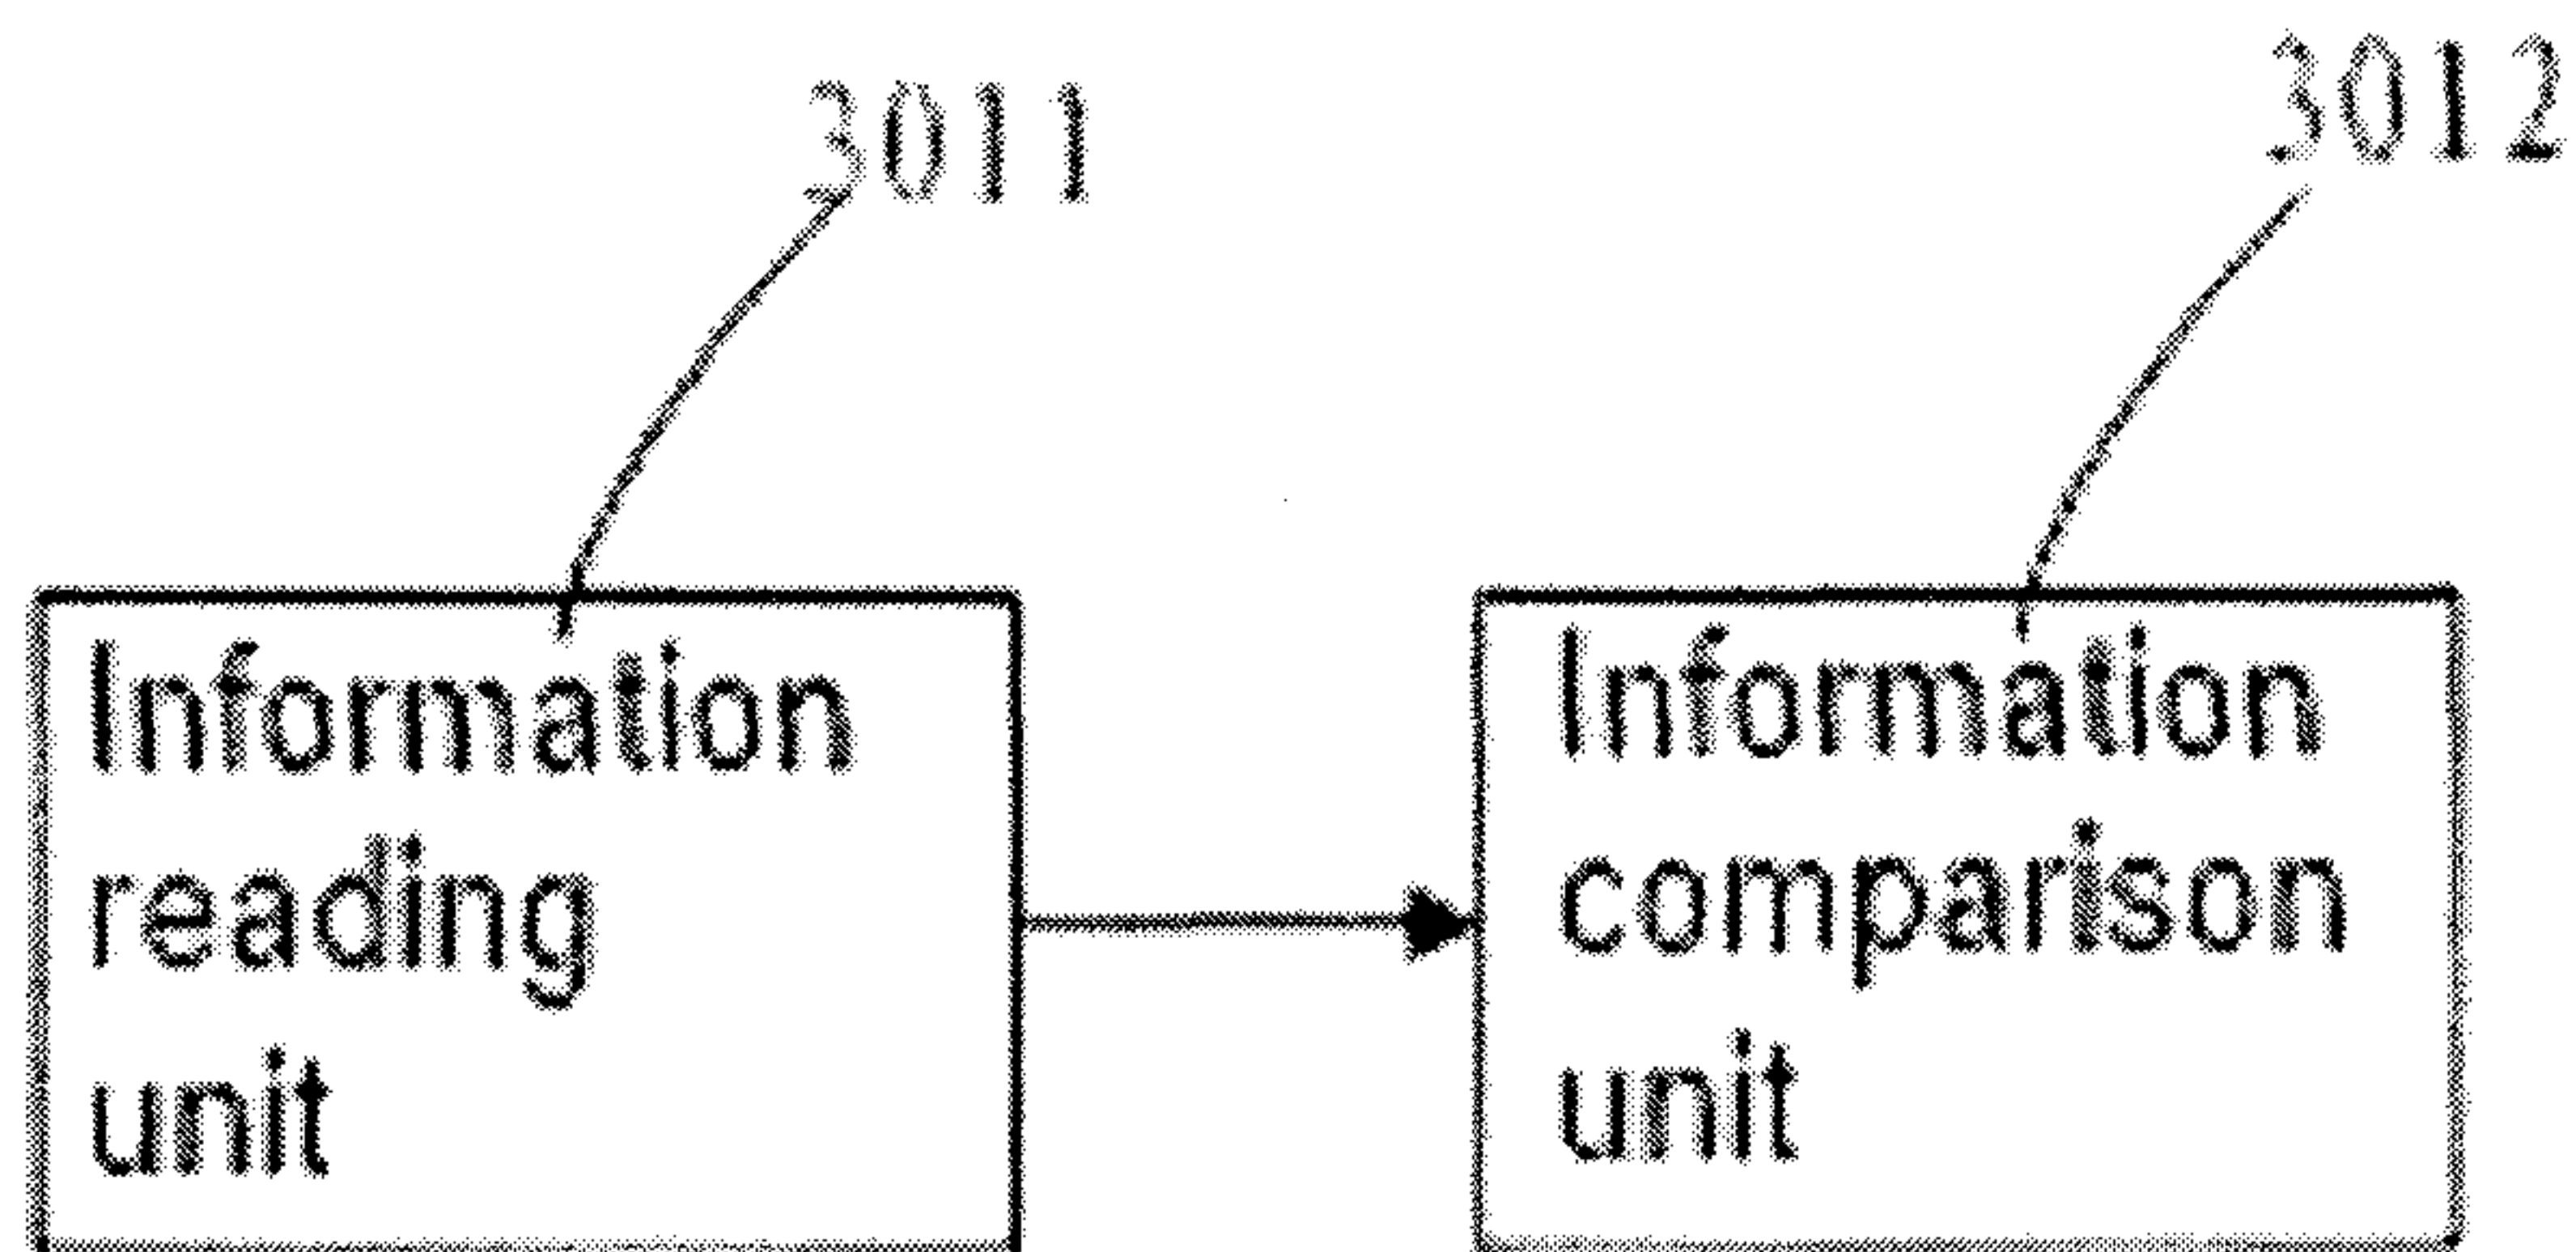 3011
3012
Information
reading
unit
Information
comparison
unit